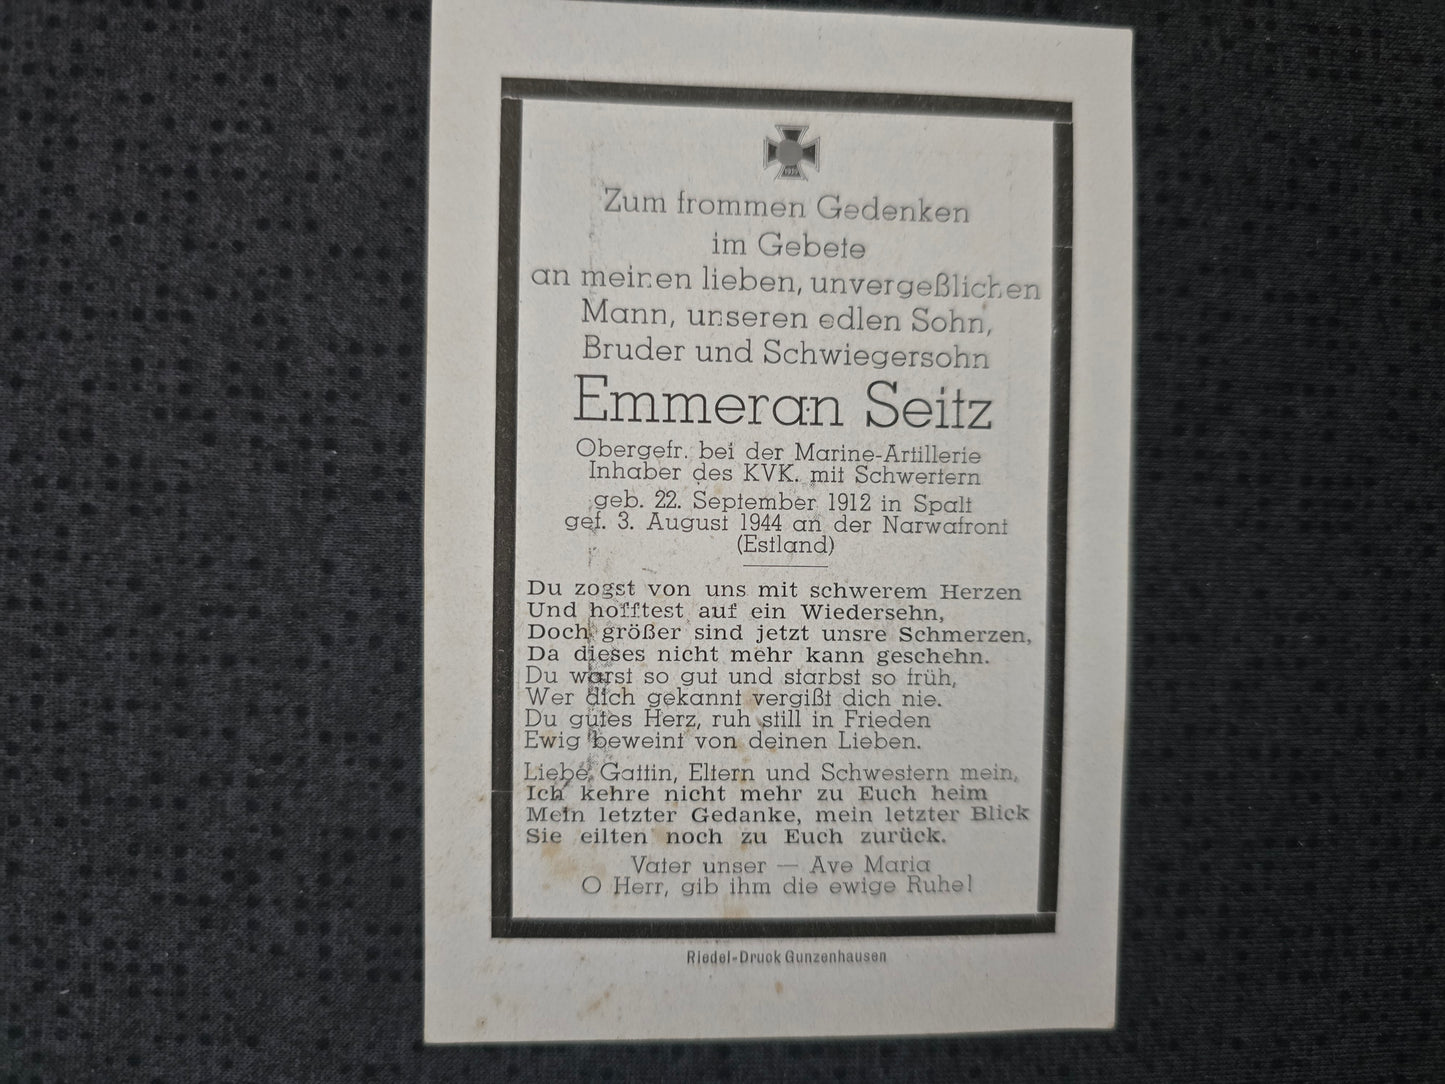 1939
Zum frommen Gedenken
im Gebete
an meinen lieben, unvergeßlichen
Mann, unseren edlen Sohn,
Bruder und Schwiegersohn
Emmeran Seitz
Obergefr. bei der Marine-Artillerie
Inhaber des KVK. mit Schwertern
geb. 22. September 1912 in Spalt
gef. 3. August 1944 an der Narwafront
(Estland)
Du zogst von uns mit schwerem Herzen
Und hofftest auf ein Wiedersehn,
Doch größer sind jetzt unsre Schmerzen,
Da dieses nicht mehr kann geschehn.
Du warst so gut und starbst so früh,
Wer dich gekannt vergißt dich nie.
Du gutes Herz, ruh still in Frieden
Ewig beweint von deinen Lieben.
Liebe Gattin, Eltern und Schwestern mein,
Ich kehre nicht mehr zu Euch heim
Mein letzter Gedanke, mein letzter Blick
Sie eilten noch zu Euch zurück.
Vater unser — Ave Maria
O Herr, gib ihm die ewige Ruhe!
Riedel-Druck Gunzenhausen